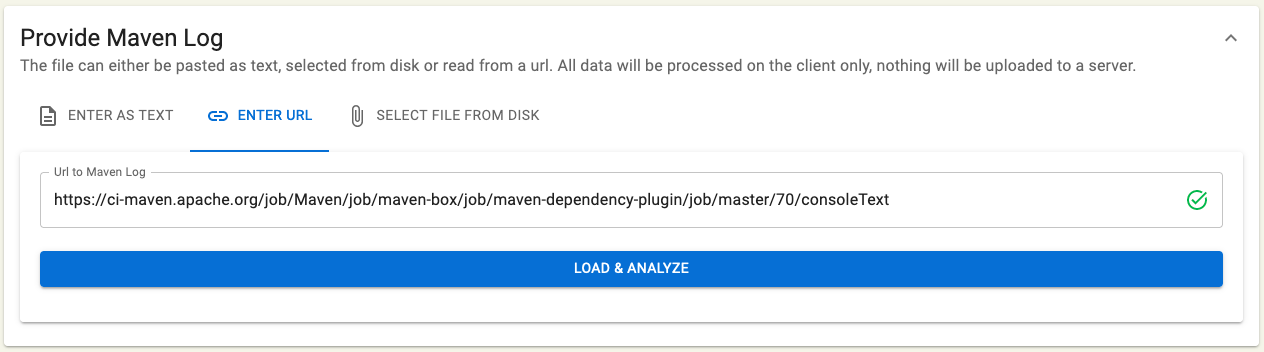 Provide Maven Log
The file can either be pasted as text, selected from disk or read from a url. All data will be processed on the client only, nothing will be uploaded to a server.
ENTER AS TEXT
ENTER URL
SELECT FILE FROM DISK
Url to Maven Log
https://ci-maven.apache.org/job/Maven/job/maven-box/job/maven-dependency-plugin/job/master/70/consoleText
LOAD & ANALYZE